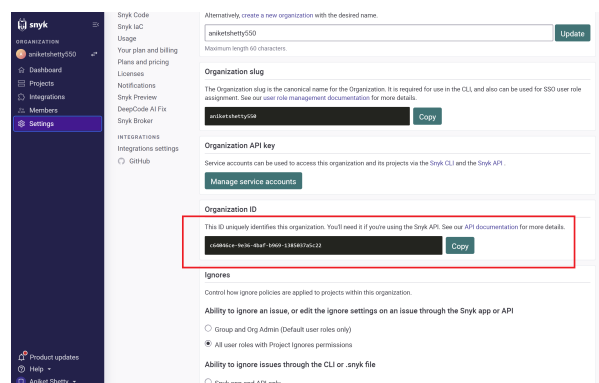 snyk
ORGANIZATION
aniketshetty550
Dashboard
Projects
Integrations
Members
Settings
Product updates
Help
Aniket Shetty
Snyk Code
Snyk IaC
Usage
Your plan and billing
Plans and pricing
Licenses
Notifications
Snyk Preview
DeepCode AI Fix
Snyk Broker
INTEGRATIONS
Integrations settings
GitHub
Alternatively, create a new organization with the desired name.
aniketshetty550
Update
Maximum length 60 characters
Organization slug
The Organization slug is the canonical name for the Organization. It is required for use in the CLI, and also can be used for SSO user role
assignment. See our user role management documentation for more details.
aniketshetty550
Copy
Organization API key
Service accounts can be used to access this organization and its projects via the Snyk CLI and the Snyk API .
Manage service accounts
Organization ID
This ID uniquely identifies this organization. You'll need it if you're using the Snyk API. See our API documentation for more details.
c64046ce-9e36-4baf-b969-1385037a5c22
Copy
Ignores
Control how ignore policies are applied to projects within this organization.
Ability to ignore an issue, or edit the ignore settings on an issue through the Snyk app or API
Group and Org Admin (Default user roles only)
All user roles with Project Ignores permissions
Ability to ignore issues through the CLI or .snyk file
Snyk app and API only